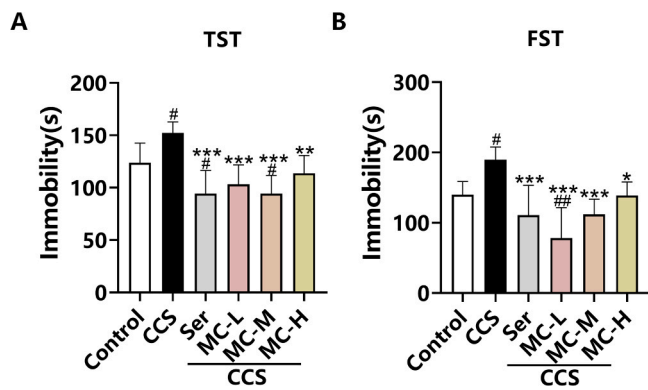 A
TST
Immobility(s)
200
150
100
50
0
#
***
#
***
***
#
**
Control
CCS
Ser
MC-L
MC-M
MC-H
CCS
B
FST
Immobility(s)
300
200
100
0
#
***
***
##
***
*
Control
CCS
Ser
MC-L
MC-M
MC-H
CCS